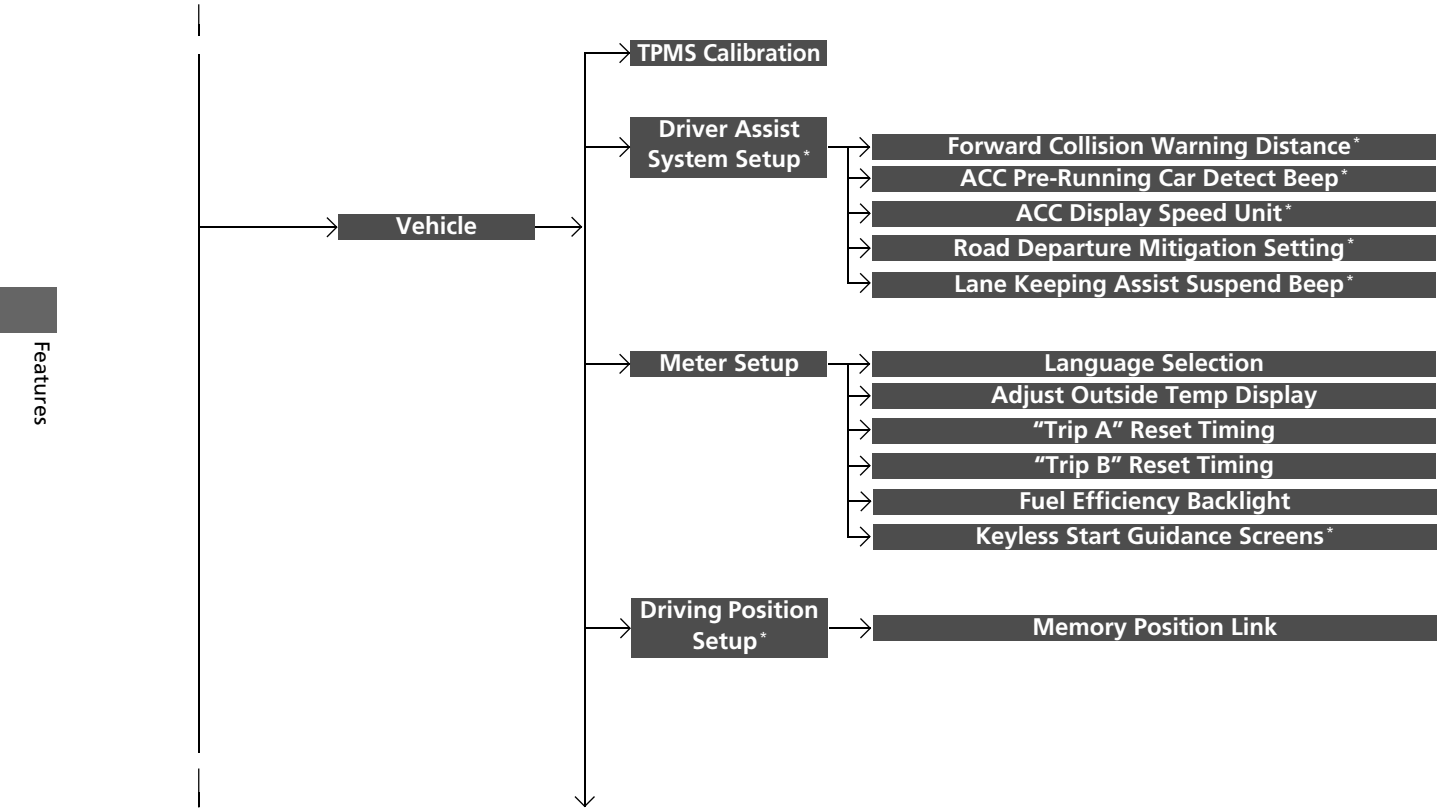 TPMS Calibration
Driver Assist
System Setup*
Forward Collision Warning Distance*
ACC Pre-Running Car Detect Beep*
ACC Display Speed Unit*
Road Departure Mitigation Setting*
Lane Keeping Assist Suspend Beep*
Vehicle
Meter Setup
Language Selection
Adjust Outside Temp Display
“Trip A” Reset Timing
“Trip B” Reset Timing
Fuel Efficiency Backlight
Keyless Start Guidance Screens*
Driving Position
Setup*
Memory Position Link
Features